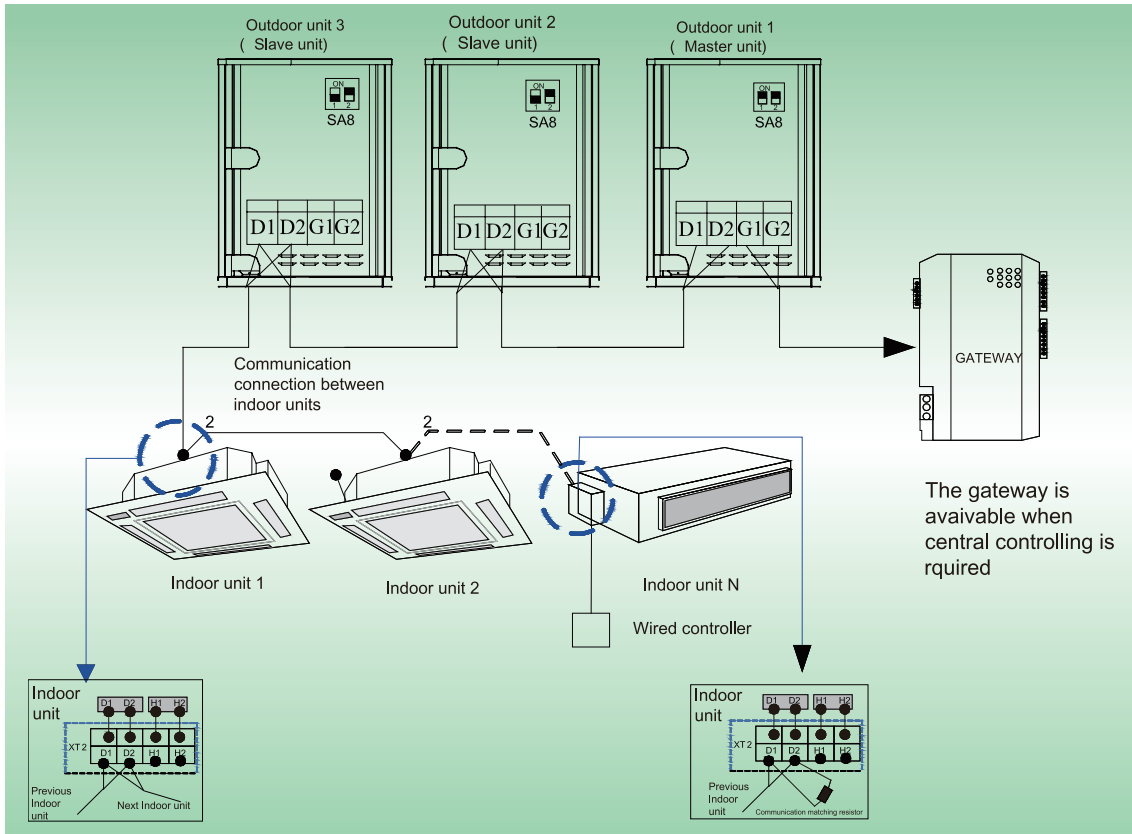 Outdoor unit 3
( Slave unit)
Outdoor unit 2
( Slave unit)
Outdoor unit 1
( Master unit)
ON
1 2
SA8
ON
1 2
SA8
ON
1 2
SA8
D1 D2 G1 G2
D1 D2 G1 G2
D1 D2 G1 G2
GATEWAY
Communication
connection between
indoor units
2
2
Indoor unit 1
Indoor unit 2
Indoor unit N
The gateway is
avaivable when
central controlling is
rquired
Wired controller
Indoor
unit
D1 D2 H1 H2
XT2
D1 D2 H1 H2
Previous
Indoor
unit
Next Indoor unit
Indoor
unit
D1 D2 H1 H2
XT2
D1 D2 H1 H2
Previous
Indoor
unit
Communication matching resistor